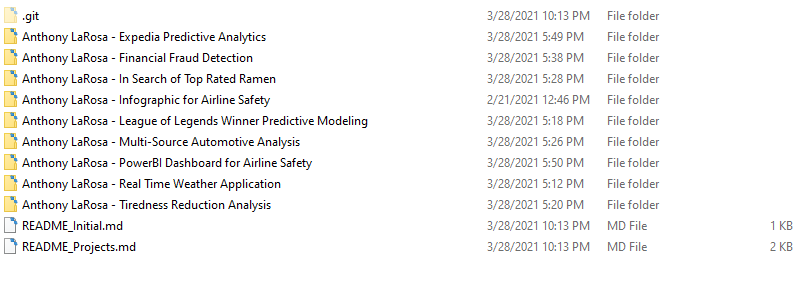 .git 3/28/2021 10:13 PM File folder
Anthony LaRosa - Expedia Predictive Analytics 3/28/2021 5:49 PM File folder
Anthony LaRosa - Financial Fraud Detection 3/28/2021 5:38 PM File folder
Anthony LaRosa - In Search of Top Rated Ramen 3/28/2021 5:28 PM File folder
Anthony LaRosa - Infographic for Airline Safety 2/21/2021 12:46 PM File folder
Anthony LaRosa - League of Legends Winner Predictive Modeling 3/28/2021 5:18 PM File folder
Anthony LaRosa - Multi-Source Automotive Analysis 3/28/2021 5:26 PM File folder
Anthony LaRosa - PowerBI Dashboard for Airline Safety 3/28/2021 5:50 PM File folder
Anthony LaRosa - Real Time Weather Application 3/28/2021 5:12 PM File folder
Anthony LaRosa - Tiredness Reduction Analysis 3/28/2021 5:20 PM File folder
README_Initial.md 3/28/2021 10:13 PM MD File 1 KB
README_Projects.md 3/28/2021 10:13 PM MD File 2 KB